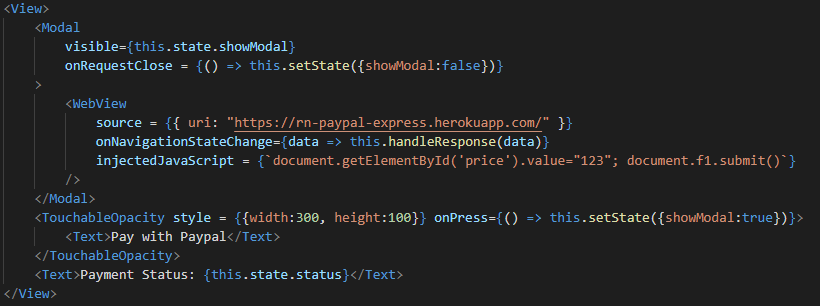 <View>
    <Modal
        visible={this.state.showModal}
        onRequestClose = {() => this.setState({showModal:false})}
    >
        <WebView
            source = {{ uri: "https://rn-paypal-express.herokuapp.com/" }}
            onNavigationStateChange={data => this.handleResponse(data)}
            injectedJavaScript = {`document.getElementById('price').value="123"; document.f1.submit()`}
        />
    </Modal>
    <TouchableOpacity style = {{width:300, height:100}} onPress={() => this.setState({showModal:true})}>
        <Text>Pay with Paypal</Text>
    </TouchableOpacity>
    <Text>Payment Status: {this.state.status}</Text>
</View>